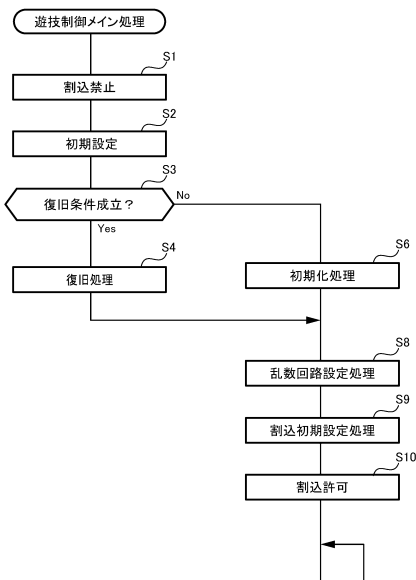 遊技制御メイン処理
S1
割込禁止
S2
初期設定
S3
復旧条件成立？
No
Yes
S4
復旧処理
S6
初期化処理
S8
乱数回路設定処理
S9
割込初期設定処理
S10
割込許可